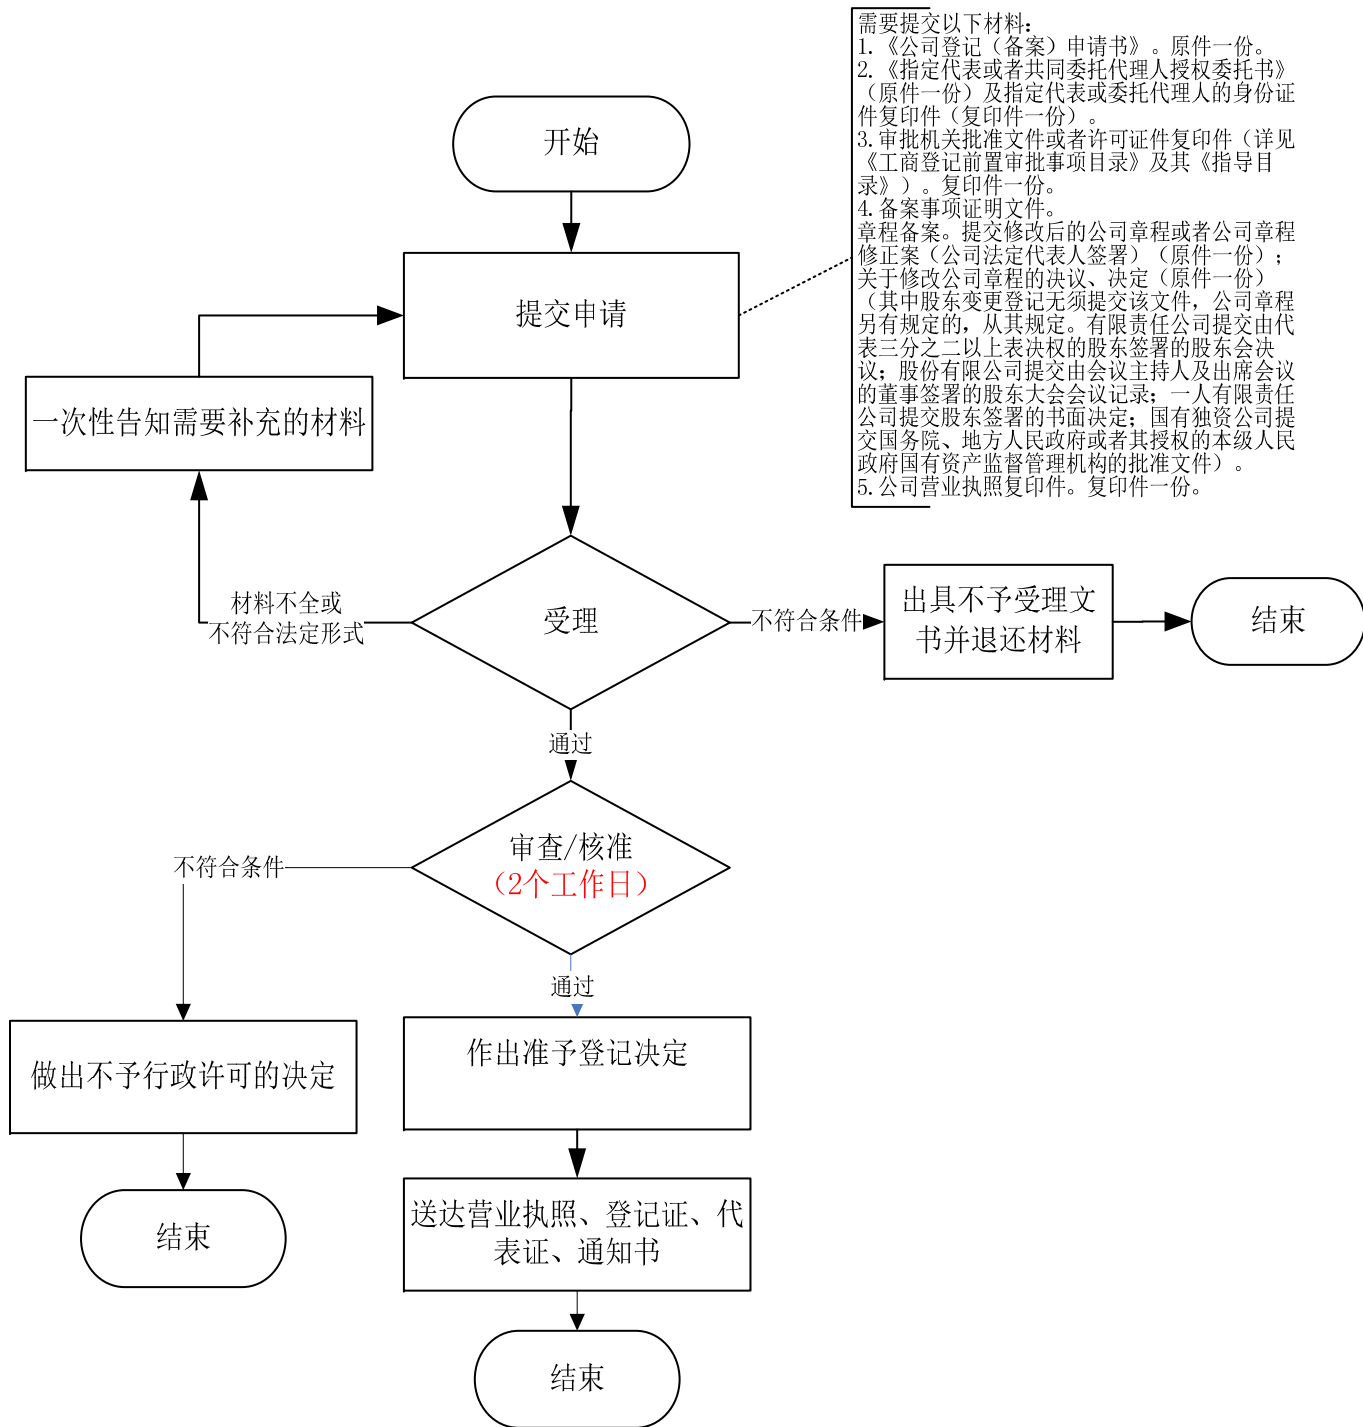 需要提交以下材料：
1.《公司登记（备案）申请书》。原件一份。
2.《指定代表或者共同委托代理人授权委托书》
（原件一份）及指定代表或委托代理人的身份证
件复印件（复印件一份）。
3.审批机关批准文件或者许可证件复印件（详见
《工商登记前置审批事项目录》及其《指导目
录》）。复印件一份。
4.备案事项证明文件。
章程备案。提交修改后的公司章程或者公司章程
修正案（公司法定代表人签署）（原件一份）；
关于修改公司章程的决议、决定（原件一份）
（其中股东变更登记无须提交该文件，公司章程
另有规定的，从其规定。有限责任公司提交由代
表三分之二以上表决权的股东签署的股东会决
议；股份有限公司提交由会议主持人及出席会议
的董事签署的股东大会会议记录；一人有限责任
公司提交股东签署的书面决定；国有独资公司提
交国务院、地方人民政府或者其授权的本级人民
政府国有资产监督管理机构的批准文件）。
5.公司营业执照复印件。复印件一份。
开始
提交申请
一次性告知需要补充的材料
材料不全或
不符合法定形式
受理
不符合条件
出具不予受理文
书并退还材料
结束
通过
审查/核准
（2个工作日）
不符合条件
通过
做出不予行政许可的决定
作出准予登记决定
结束
送达营业执照、登记证、代
表证、通知书
结束